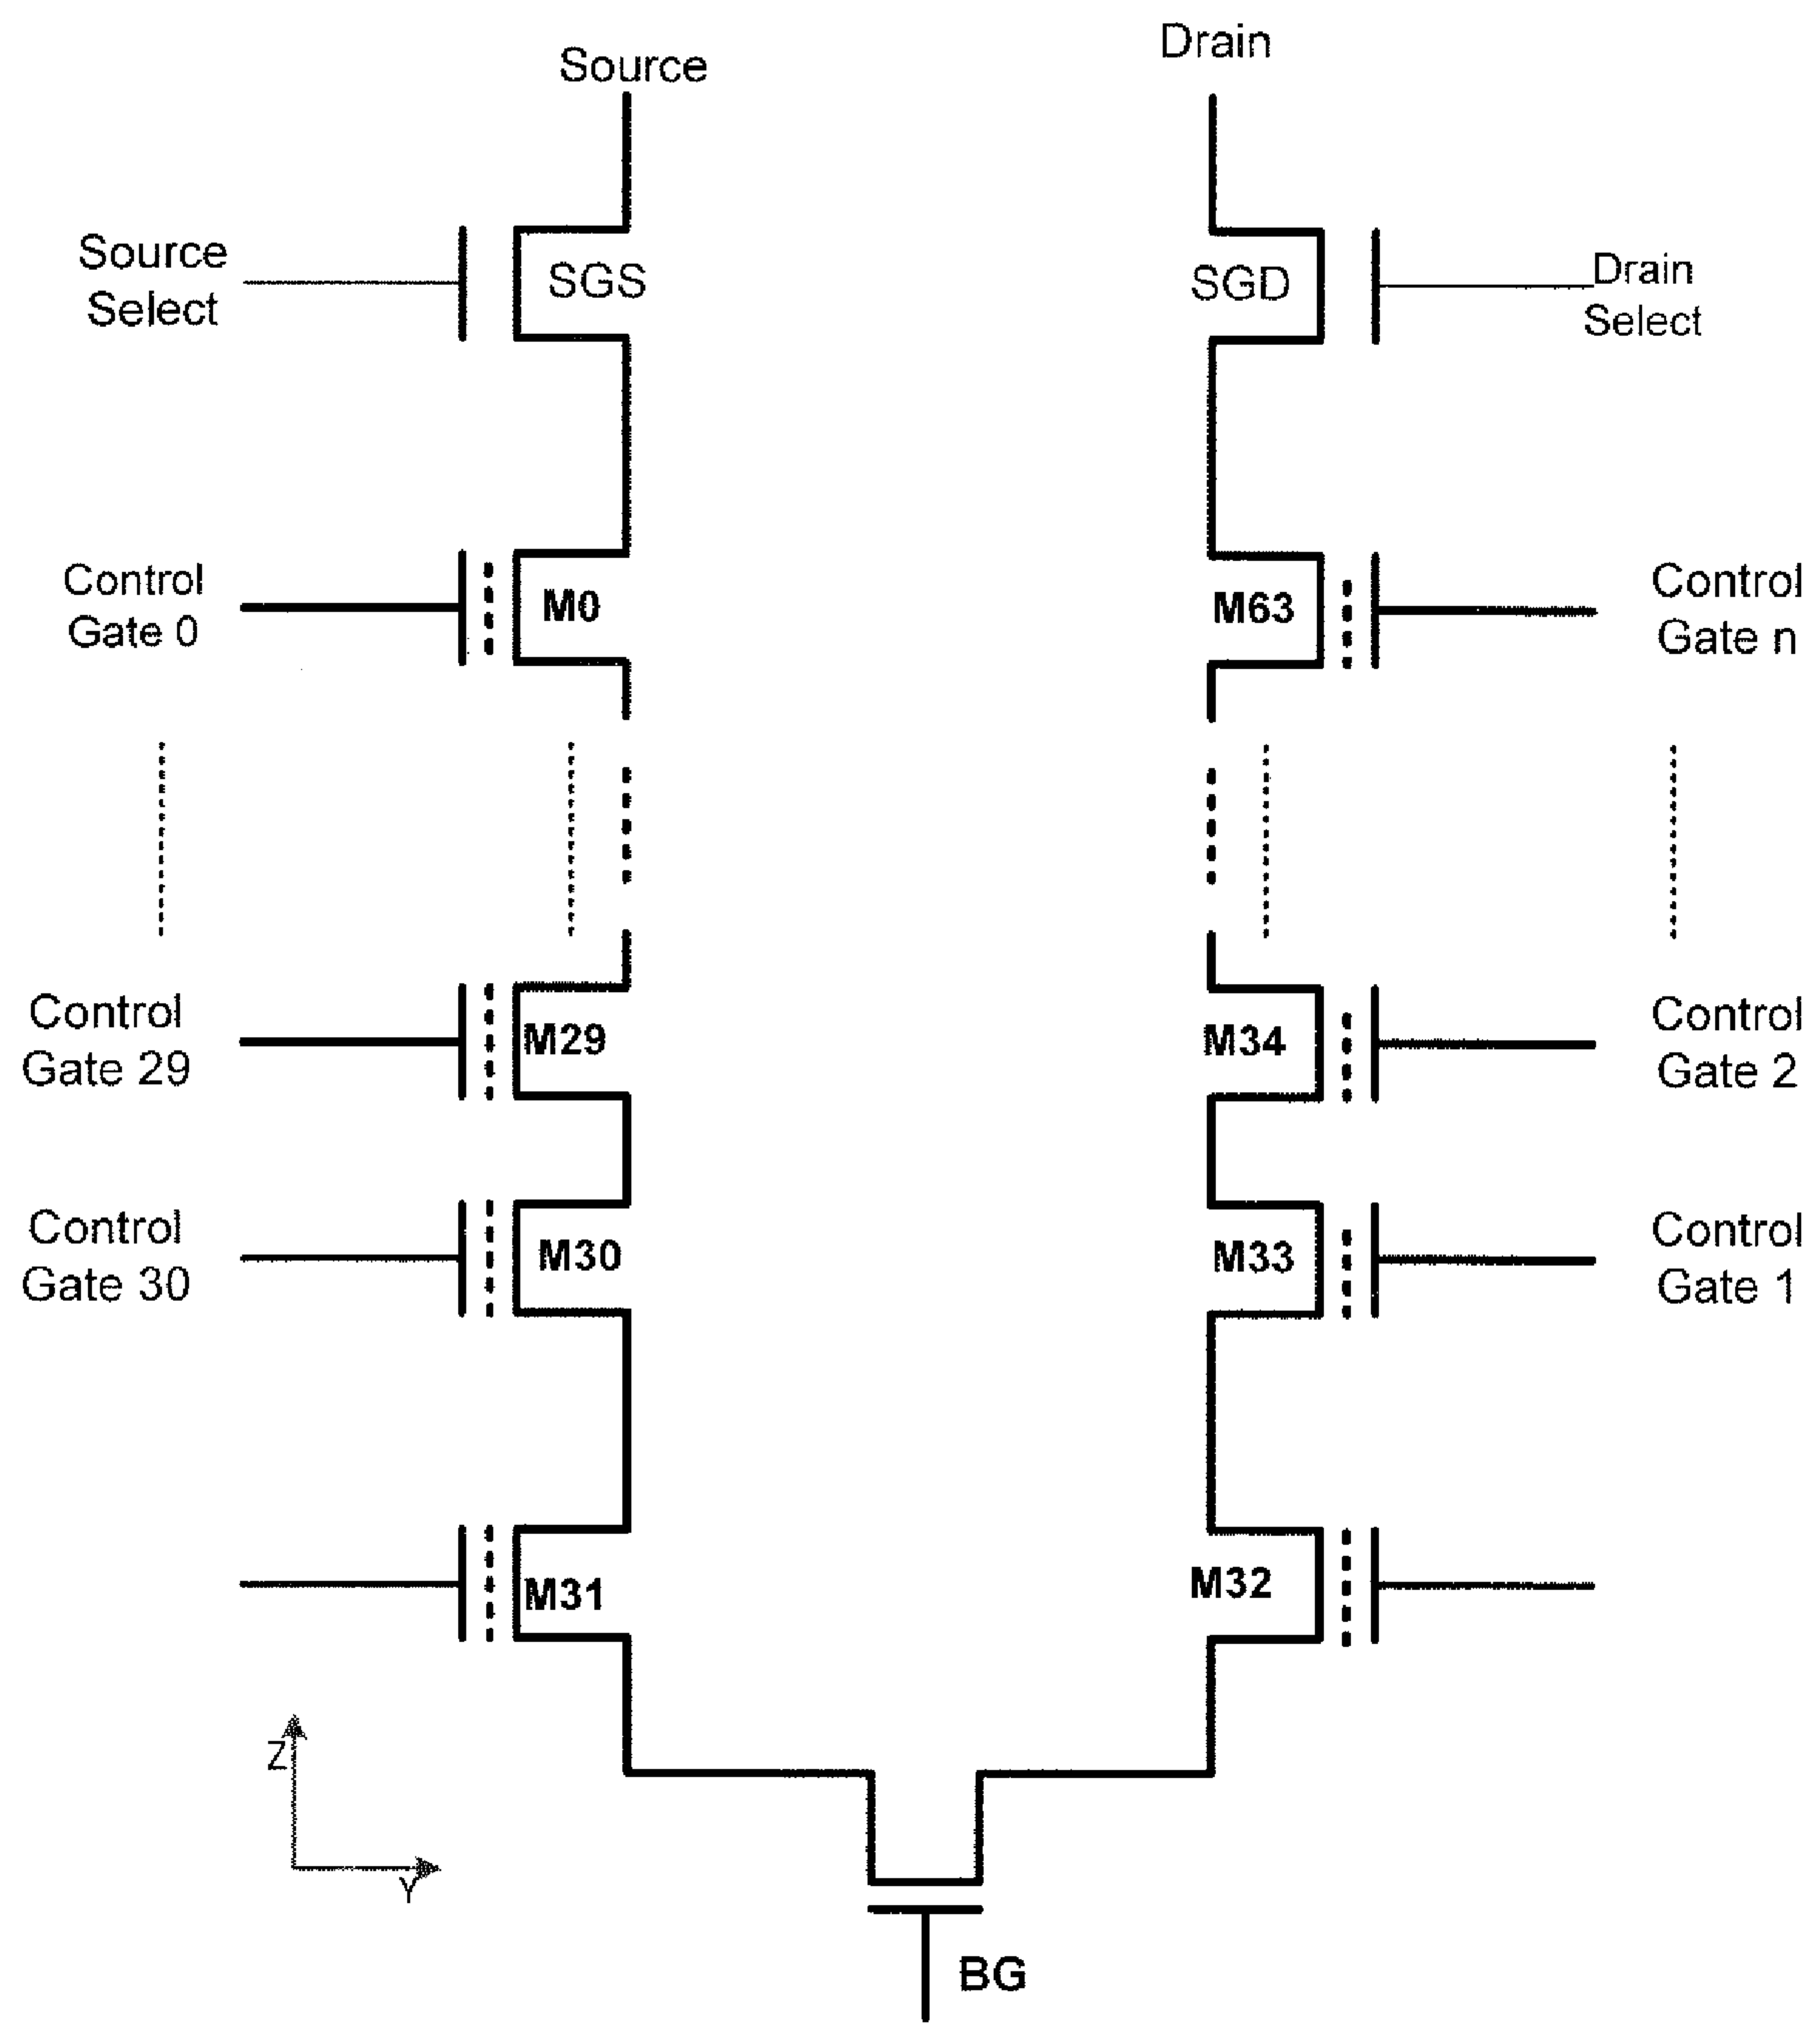 Source
Drain
Source
Select
SGS
SGD
Drain
Select
Control
Gate 0
M0
M63
Control
Gate n
Control
Gate 29
M29
M34
Control
Gate 2
Control
Gate 30
M30
M33
Control
Gate 1
M31
M32
Z
Y
BG